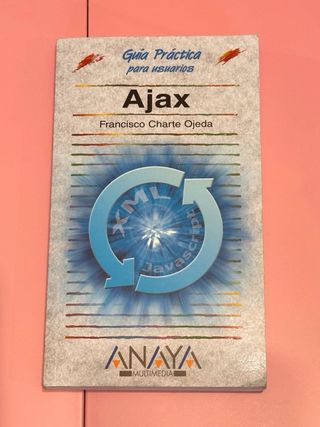 Guía Práctica
para usuarios
Ajax
Francisco Charte Ojeda
XML
Javascript
ANAYA
MULTIMEDIA